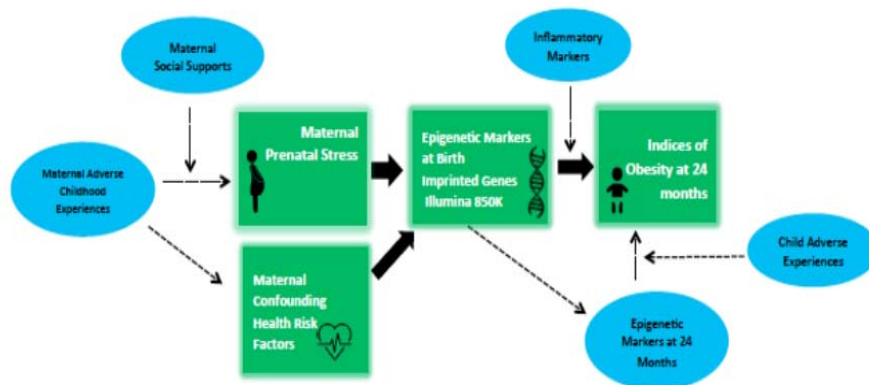 Maternal
Social Supports
Inflammatory
Markers
Maternal
Prenatal Stress
Epigenetic Markers
at Birth
Imprinted Genes
Illumina 850K
Indices of
Obesity at 24
months
Maternal Adverse
Childhood
Experiences
Child Adverse
Experiences
Maternal
Confounding
Health Risk
Factors
Epigenetic
Markers at 24
Months